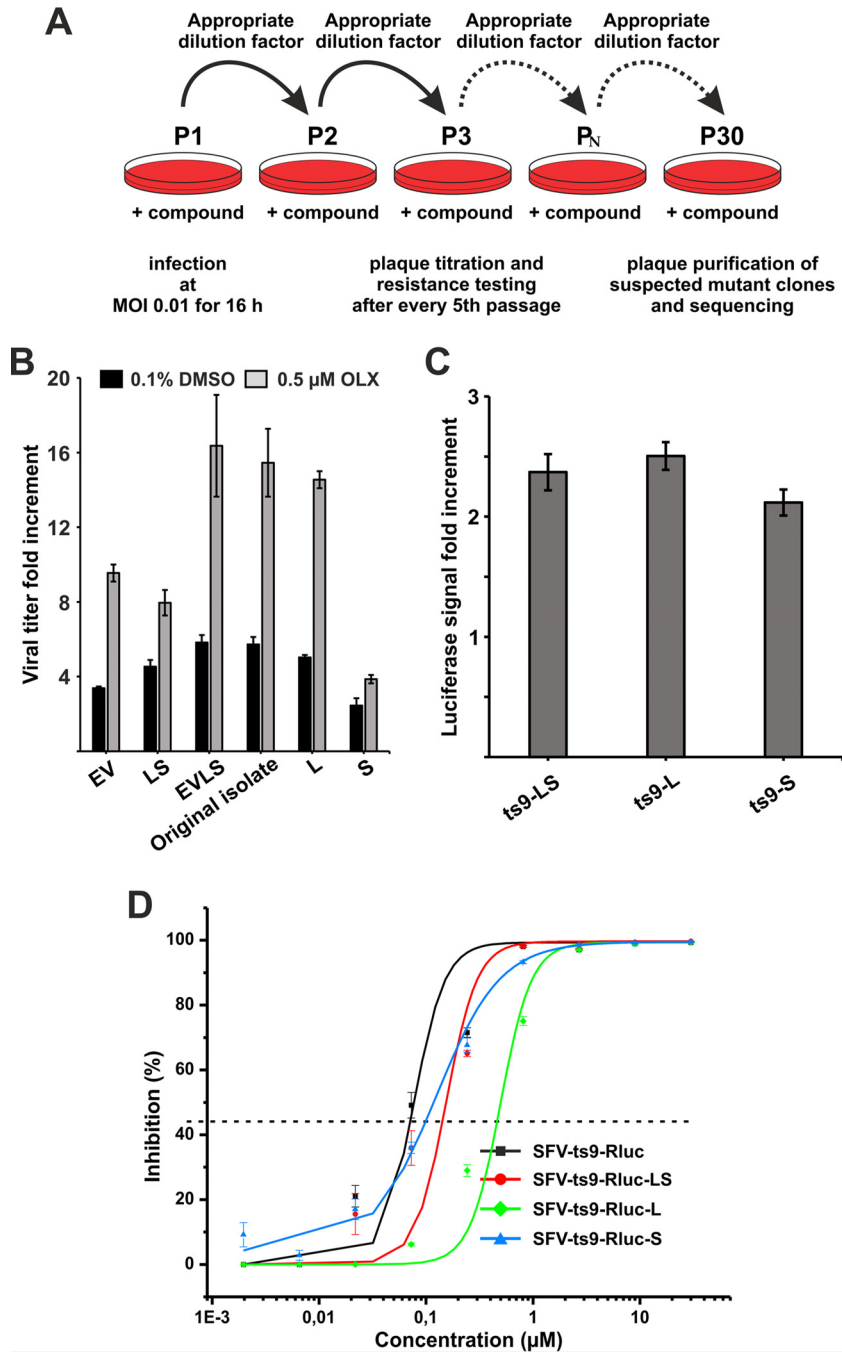 A
Appropriate dilution factor
Appropriate dilution factor
Appropriate dilution factor
Appropriate dilution factor
P1
P2
P3
PN
P30
+ compound
+ compound
+ compound
+ compound
+ compound
infection
at
MOI 0.01 for 16 h
plaque titration and
resistance testing
after every 5th passage
plaque purification of
suspected mutant clones
and sequencing
B
0.1% DMSO
0.5 µM OLX
Viral titer fold increment
20
16
12
8
4
EV
LS
EVLS
Original isolate
L
S
C
Luciferase signal fold increment
3
2
1
ts9-LS
ts9-L
ts9-S
D
Inhibition (%)
100
80
60
40
20
0
SFV-ts9-Rluc
SFV-ts9-Rluc-LS
SFV-ts9-Rluc-L
SFV-ts9-Rluc-S
1E-3
0,01
0,1
1
10
Concentration (µM)